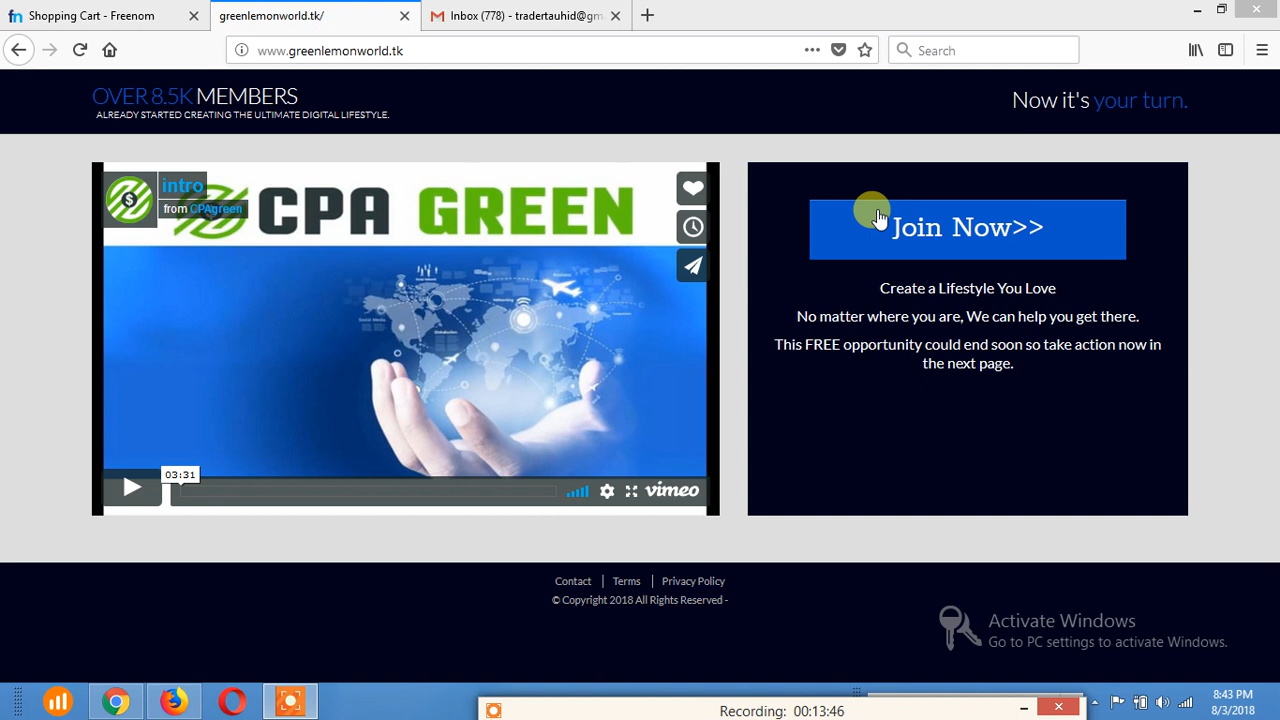 Shopping Cart - Freenom
greenlemonworld.tk/
Inbox (778) - tradertauhid@gm
www.greenlemonworld.tk
Search
OVER 8.5K MEMBERS
ALREADY STARTED CREATING THE ULTIMATE DIGITAL LIFESTYLE.
Now it's your turn.
intro
from CPAgreen
CPA GREEN
03:31
vimeo
Join Now>>
Create a Lifestyle You Love
No matter where you are, We can help you get there.
This FREE opportunity could end soon so take action now in
the next page.
Contact
Terms
Privacy Policy
© Copyright 2018 All Rights Reserved -
Activate Windows
Go to PC settings to activate Windows.
Recording: 00:13:46
8:43 PM
8/3/2018